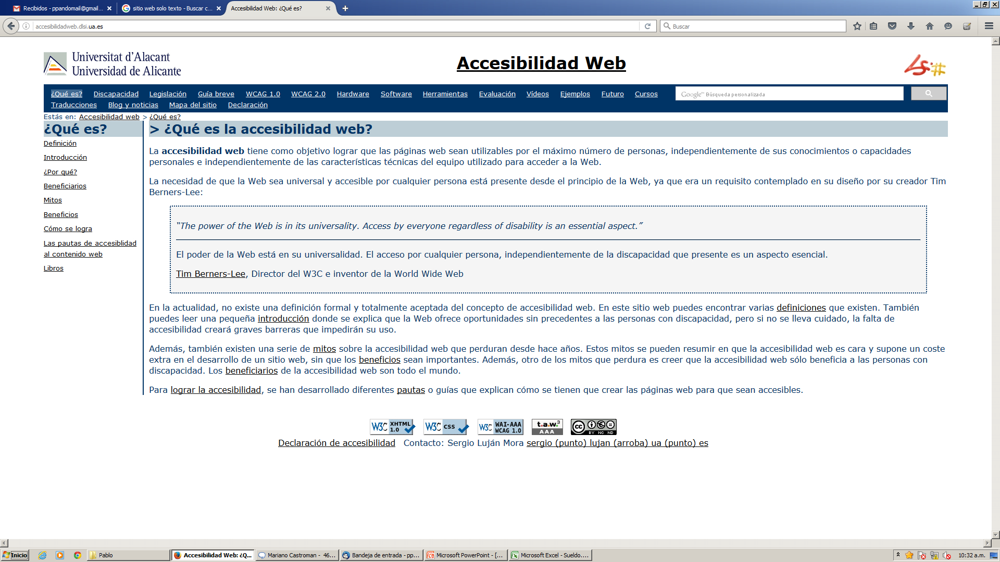 Recibidos - ppandomail@gmail...
sitio web solo texto - Buscar c...
Accesibilidad Web: ¿Qué es?
accesibilidadweb.dlsi.ua.es
Buscar
Universitat d'Alacant
Universidad de Alicante
Accesibilidad Web
¿Qué es? Discapacidad Legislación Guía breve WCAG 1.0 WCAG 2.0 Hardware Software Herramientas Evaluación Vídeos Ejemplos Futuro Cursos
Google™ Búsqueda personalizada
Traducciones Blog y noticias Mapa del sitio Declaración
Estás en: Accesibilidad web > ¿Qué es?
¿Qué es?
Definición
Introducción
¿Por qué?
Beneficiarios
Mitos
Beneficios
Cómo se logra
Las pautas de accesiblidad
al contenido web
Libros
> ¿Qué es la accesibilidad web?
La accesibilidad web tiene como objetivo lograr que las páginas web sean utilizables por el máximo número de personas, independientemente de sus conocimientos o capacidades
personales e independientemente de las características técnicas del equipo utilizado para acceder a la Web.
La necesidad de que la Web sea universal y accesible por cualquier persona está presente desde el principio de la Web, ya que era un requisito contemplado en su diseño por su creador Tim
Berners-Lee:
“The power of the Web is in its universality. Access by everyone regardless of disability is an essential aspect.”
El poder de la Web está en su universalidad. El acceso por cualquier persona, independientemente de la discapacidad que presente es un aspecto esencial.
Tim Berners-Lee, Director del W3C e inventor de la World Wide Web
En la actualidad, no existe una definición formal y totalmente aceptada del concepto de accesibilidad web. En este sitio web puedes encontrar varias definiciones que existen. También
puedes leer una pequeña introducción donde se explica que la Web ofrece oportunidades sin precedentes a las personas con discapacidad, pero si no se lleva cuidado, la falta de
accesibilidad creará graves barreras que impedirán su uso.
Además, también existen una serie de mitos sobre la accesibilidad web que perduran desde hace años. Estos mitos se pueden resumir en que la accesibilidad web es cara y supone un coste
extra en el desarrollo de un sitio web, sin que los beneficios sean importantes. Además, otro de los mitos que perdura es creer que la accesibilidad web sólo beneficia a las personas con
discapacidad. Los beneficiarios de la accesibilidad web son todo el mundo.
Para lograr la accesibilidad, se han desarrollado diferentes pautas o guías que explican cómo se tienen que crear las páginas web para que sean accesibles.
W3C XHTML 1.0
W3C CSS
W3C WAI-AAA WCAG 1.0
t.a.w.3 AAA
cc BY NC ND
Declaración de accesibilidad Contacto: Sergio Luján Mora sergio (punto) lujan (arroba) ua (punto) es
Inicio
Pablo
Accesibilidad Web: ¿Q...
Mariano Castroman - 46...
Bandeja de entrada - pp...
Microsoft PowerPoint - [...
Microsoft Excel - Sueldo....
10:32 a.m.